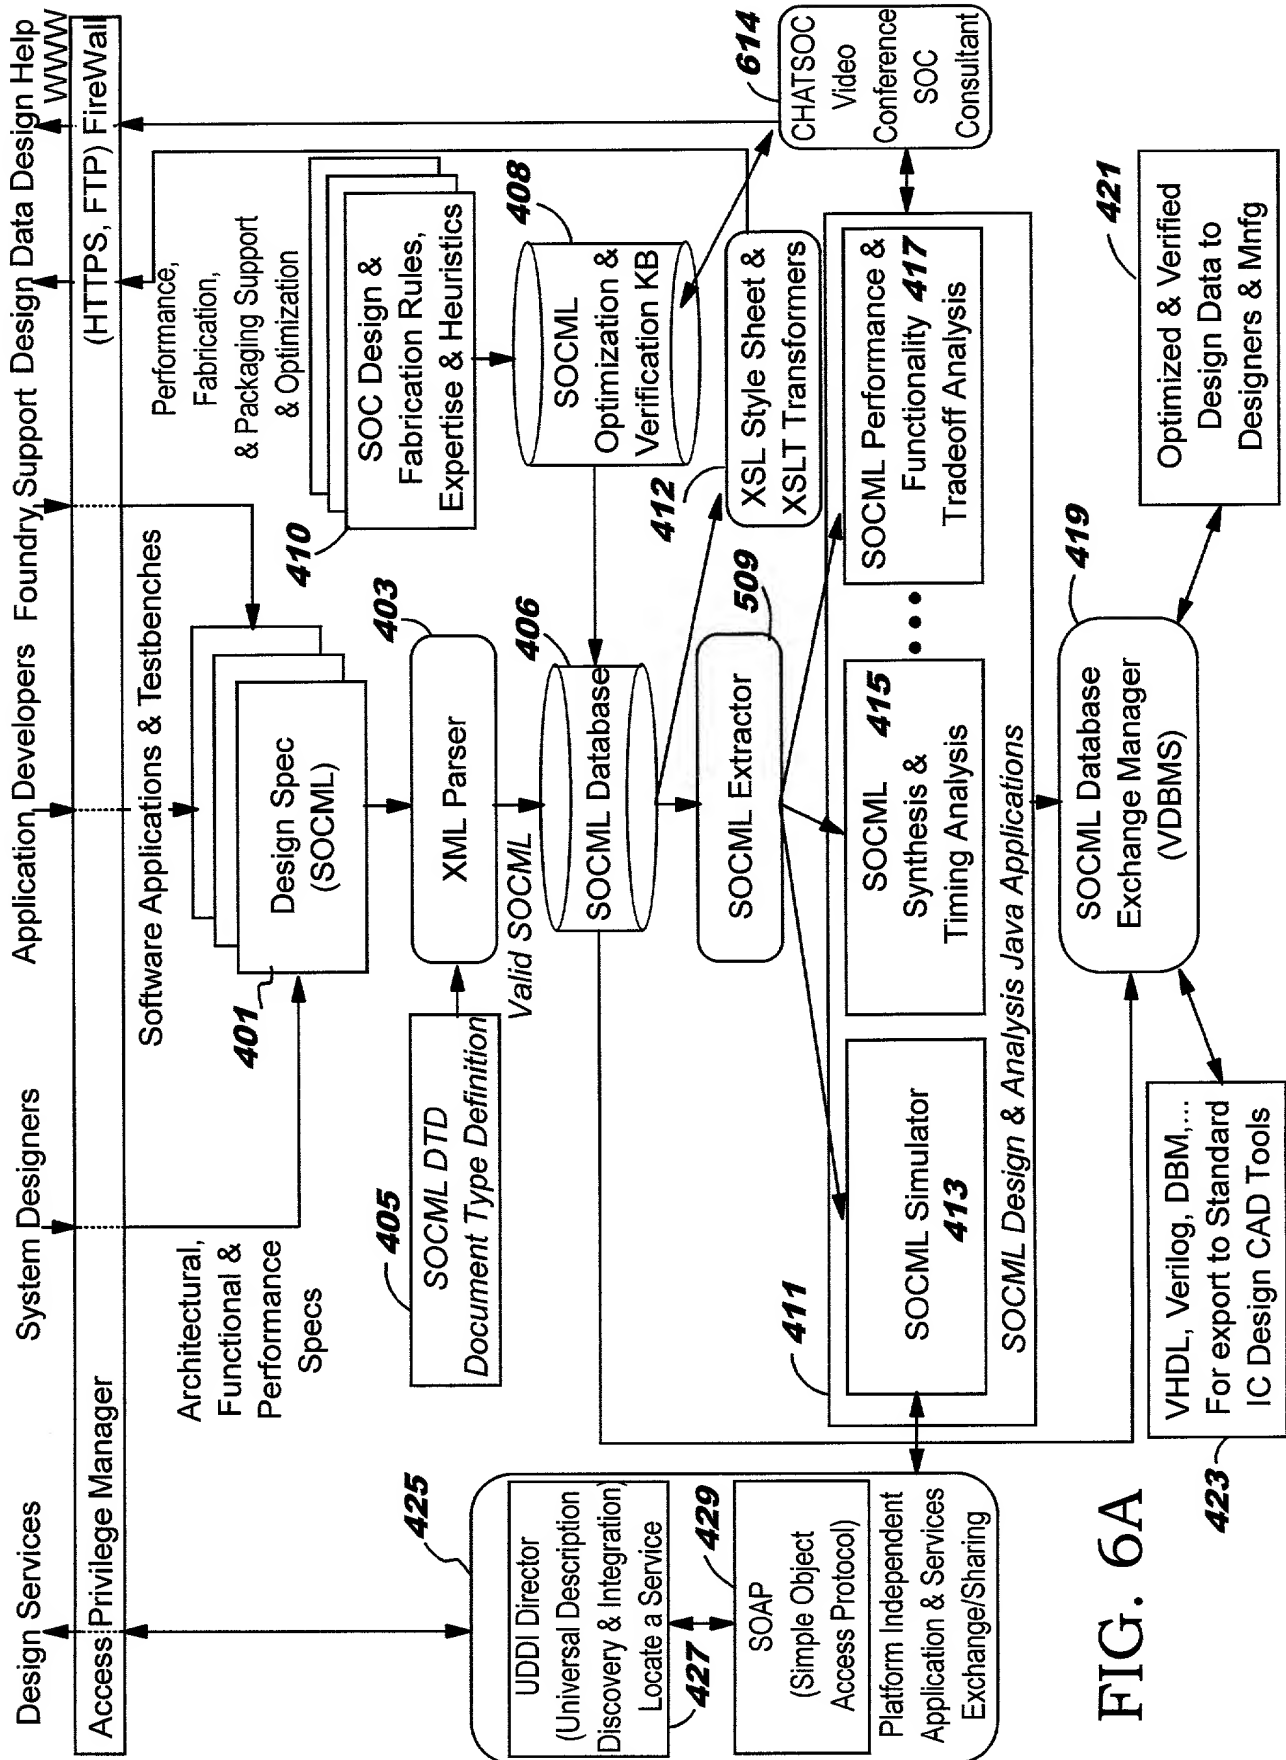 Design Services
System Designers
Application Developers
Foundry Support
Design Data
Design Help
WWW
Access Privilege Manager
(HTTPS, FTP) FireWall
Architectural,
Functional &
Performance
Specs
Software Applications & Testbenches
Performance,
Fabrication,
& Packaging Support
& Optimization
401
Design Spec
(SOCML)
410
SOC Design &
Fabrication Rules,
Expertise & Heuristics
405
SOCML DTD
Document Type Definition
403
XML Parser
Valid SOCML
406
SOCML Database
408
SOCML
Optimization &
Verification KB
614
CHATSOC
Video
Conference
SOC
Consultant
509
SOCML Extractor
412
XSL Style Sheet &
XSLT Transformers
425
UDDI Director
(Universal Description
Discovery & Integration)
Locate a Service
427
429
SOAP
(Simple Object
Access Protocol)
Platform Independent
Application & Services
Exchange/Sharing
411
SOCML Simulator
413
SOCML 415
Synthesis &
Timing Analysis
SOCML Performance &
Functionality 417
Tradeoff Analysis
SOCML Design & Analysis Java Applications
419
SOCML Database
Exchange Manager
(VDBMS)
421
Optimized & Verified
Design Data to
Designers & Mnfg
423
VHDL, Verilog, DBM,...
For export to Standard
IC Design CAD Tools
FIG. 6A